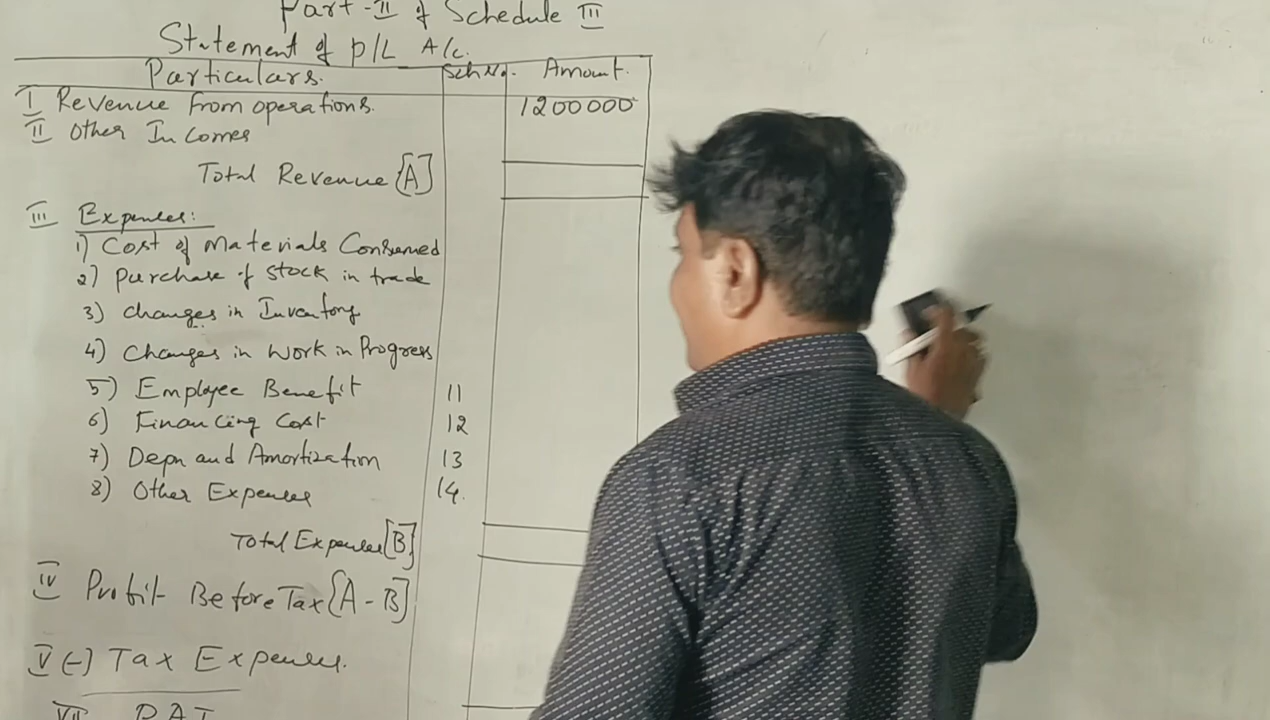 Part-II of Schedule III
Statement of P/L A/c.
Particulars. Sch No. Amount.
I Revenue from operations. 1200000
II Other Incomes
Total Revenue [A]
III Expenses:
1) Cost of Materials Consumed
2) Purchase of stock in trade
3) Changes in Inventory
4) Changes in Work in Progress
5) Employee Benefit 11
6) Financing Cost 12
7) Depn and Amortization 13
8) Other Expenses 14.
Total Expenses [B]
IV Profit Before Tax [A-B]
V (-) Tax Expenses.
VII PAT